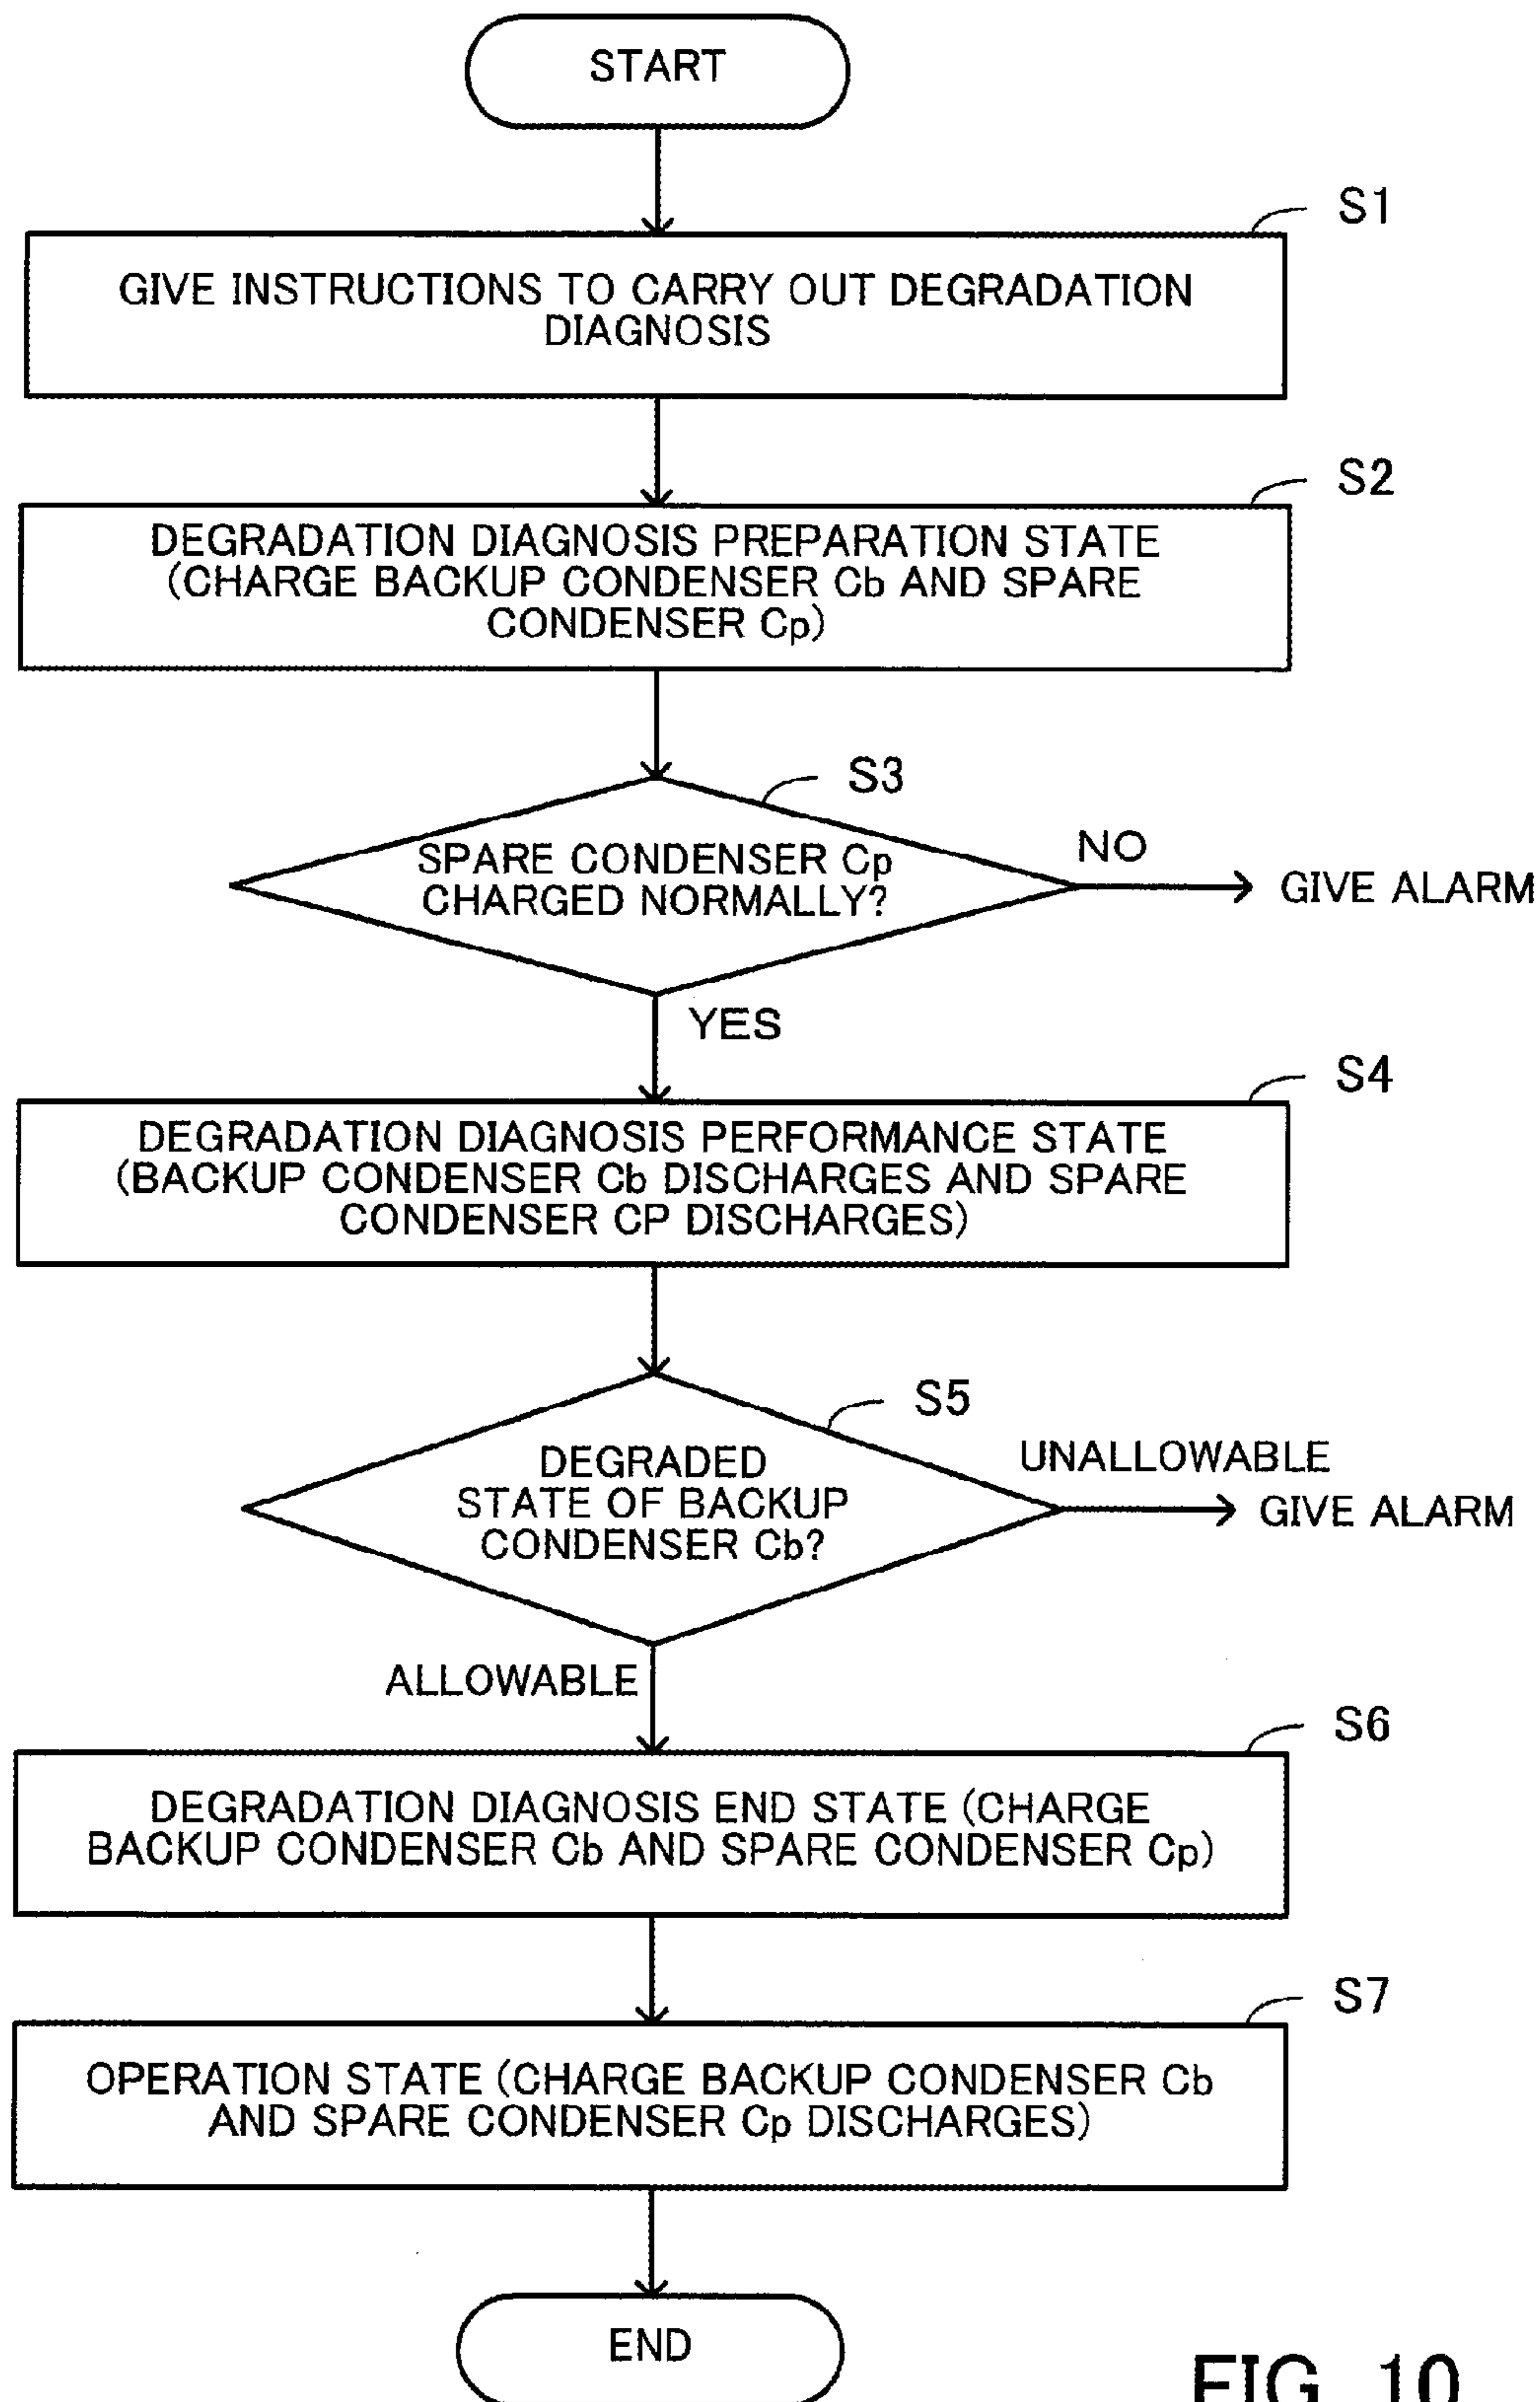 START
S1
GIVE INSTRUCTIONS TO CARRY OUT DEGRADATION
DIAGNOSIS
S2
DEGRADATION DIAGNOSIS PREPARATION STATE
(CHARGE BACKUP CONDENSER Cb AND SPARE
CONDENSER Cp)
S3
SPARE CONDENSER Cp
CHARGED NORMALLY?
NO
GIVE ALARM
YES
S4
DEGRADATION DIAGNOSIS PERFORMANCE STATE
(BACKUP CONDENSER Cb DISCHARGES AND SPARE
CONDENSER CP DISCHARGES)
S5
DEGRADED
STATE OF BACKUP
CONDENSER Cb?
UNALLOWABLE
GIVE ALARM
ALLOWABLE
S6
DEGRADATION DIAGNOSIS END STATE (CHARGE
BACKUP CONDENSER Cb AND SPARE CONDENSER Cp)
S7
OPERATION STATE (CHARGE BACKUP CONDENSER Cb
AND SPARE CONDENSER Cp DISCHARGES)
END
FIG. 10